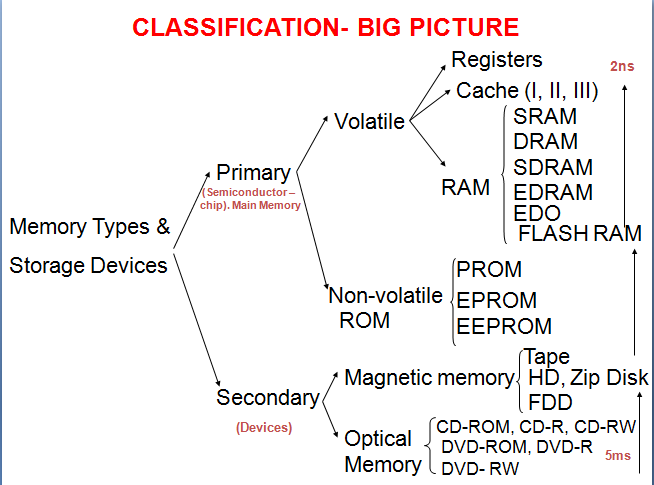 CLASSIFICATION- BIG PICTURE
Registers
2ns
Cache (I, II, III)
Volatile
SRAM
DRAM
SDRAM
RAM
EDRAM
EDO
FLASH RAM
Primary
(Semiconductor –
chip). Main Memory
Memory Types &
Storage Devices
Non-volatile
ROM
PROM
EPROM
EEPROM
Secondary
(Devices)
Magnetic memory
Tape
HD, Zip Disk
FDD
Optical
Memory
CD-ROM, CD-R, CD-RW
DVD-ROM, DVD-R
DVD- RW
5ms